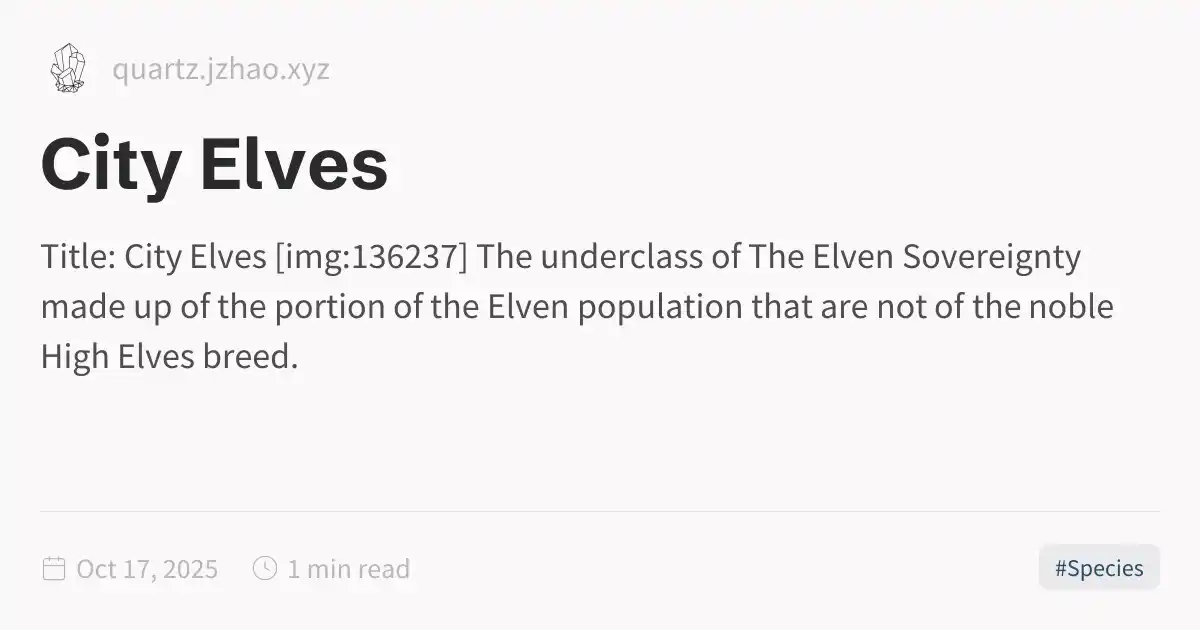 quartz.jzhao.xyz
City Elves
Title: City Elves [img:136237] The underclass of The Elven Sovereignty
made up of the portion of the Elven population that are not of the noble
High Elves breed.
Oct 17, 2025 1 min read #Species